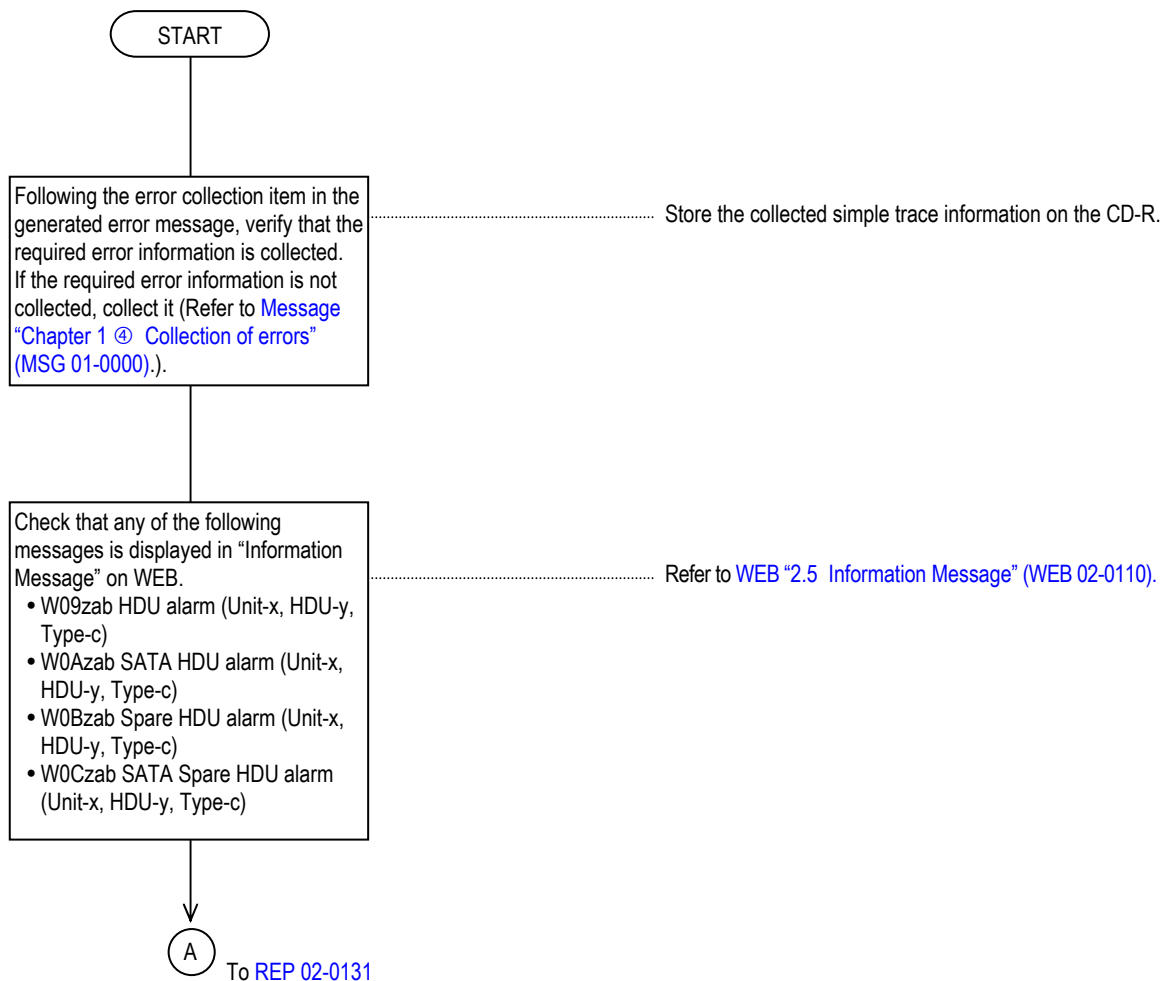 START
Following the error collection item in the
generated error message, verify that the
required error information is collected.
If the required error information is not
collected, collect it (Refer to Message
“Chapter 1 ④ Collection of errors”
(MSG 01-0000).).
Store the collected simple trace information on the CD-R.
Check that any of the following
messages is displayed in “Information
Message” on WEB.
• W09zab HDU alarm (Unit-x, HDU-y,
Type-c)
• W0Azab SATA HDU alarm (Unit-x,
HDU-y, Type-c)
• W0Bzab Spare HDU alarm (Unit-x,
HDU-y, Type-c)
• W0Czab SATA Spare HDU alarm
(Unit-x, HDU-y, Type-c)
Refer to WEB “2.5 Information Message” (WEB 02-0110).
A
To REP 02-0131